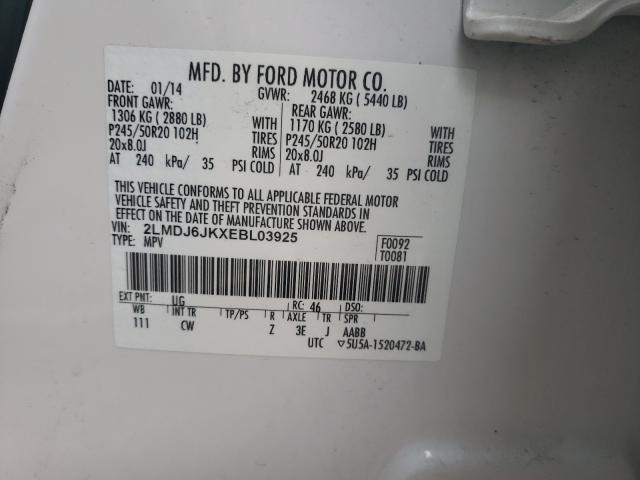 MFD. BY FORD MOTOR CO.
DATE: 01/14 GVWR: 2468 KG ( 5440 LB)
FRONT GAWR: REAR GAWR:
1306 KG ( 2880 LB) WITH 1170 KG ( 2580 LB) WITH
P245/50R20 102H TIRES P245/50R20 102H TIRES
20x8.0J RIMS 20x8.0J RIMS
AT 240 kPa/ 35 PSI COLD AT 240 kPa/ 35 PSI COLD
THIS VEHICLE CONFORMS TO ALL APPLICABLE FEDERAL MOTOR
VEHICLE SAFETY AND THEFT PREVENTION STANDARDS IN
EFFECT ON THE DATE OF MANUFACTURE SHOWN ABOVE.
VIN: 2LMDJ6JKXEBL03925 F0092
TYPE: MPV T0081
EXT PNT: UG RC: 46 DSO:
WB INT TR TP/PS R AXLE TR SPR
111 CW Z 3E J AABB
UTC ▽5U5A-1520472-BA